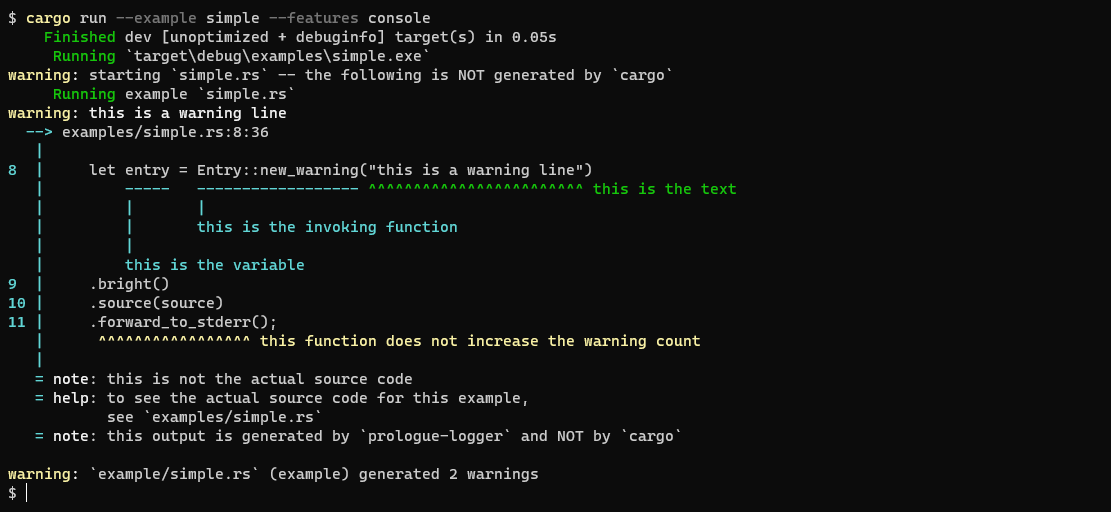 $ cargo run --example simple --features console
    Finished dev [unoptimized + debuginfo] target(s) in 0.05s
     Running `target\debug\examples\simple.exe`
warning: starting `simple.rs` -- the following is NOT generated by `cargo`
     Running example `simple.rs`
warning: this is a warning line
  --> examples/simple.rs:8:36
   |
8  |     let entry = Entry::new_warning("this is a warning line")
   |         -----   ------------------ ^^^^^^^^^^^^^^^^^^^^^^^^ this is the text
   |         |       |
   |         |       this is the invoking function
   |         |
   |         this is the variable
9  |     .bright()
10 |     .source(source)
11 |     .forward_to_stderr();
   |      ^^^^^^^^^^^^^^^^^ this function does not increase the warning count
   |
   = note: this is not the actual source code
   = help: to see the actual source code for this example,
           see `examples/simple.rs`
   = note: this output is generated by `prologue-logger` and NOT by `cargo`

warning: `example/simple.rs` (example) generated 2 warnings
$